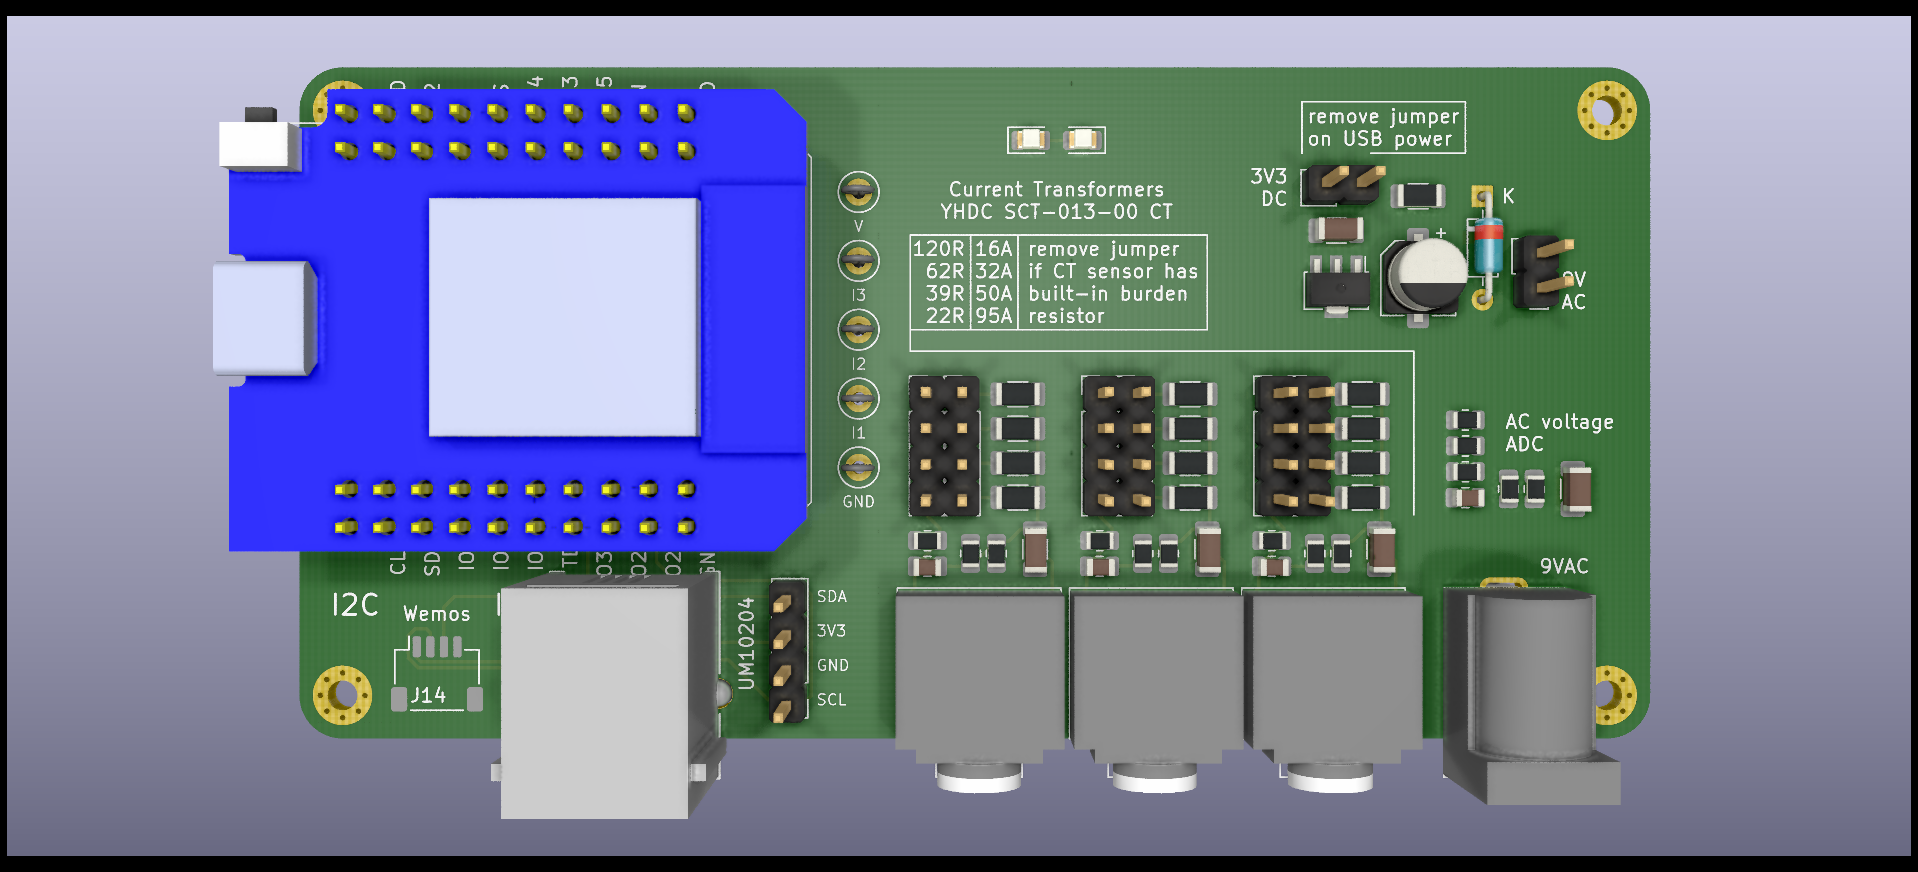 remove jumper
on USB power
3V3
DC
K
+
Current Transformers
YHDC SCT-013-00 CT
120R 16A remove jumper
62R 32A if CT sensor has
39R 50A built-in burden
22R 95A resistor
V
I3
I2
I1
GND
AC
AC voltage
ADC
9VAC
I2C
Wemos
J14
UM10204
SDA
3V3
GND
SCL